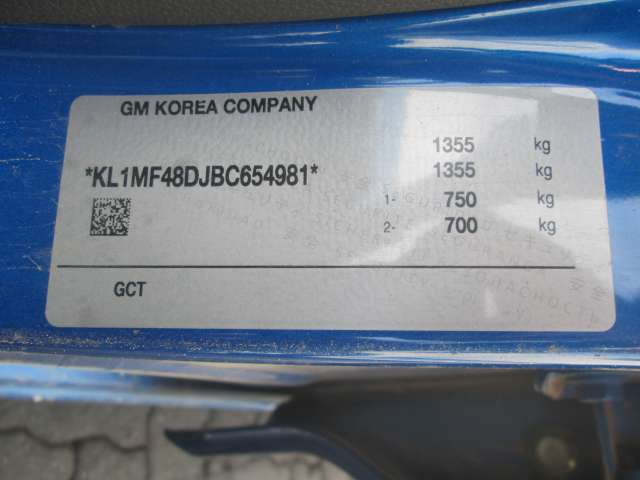 GM KOREA COMPANY
1355 kg
*KL1MF48DJBC654981*
1355 kg
1- 750 kg
2- 700 kg
GCT